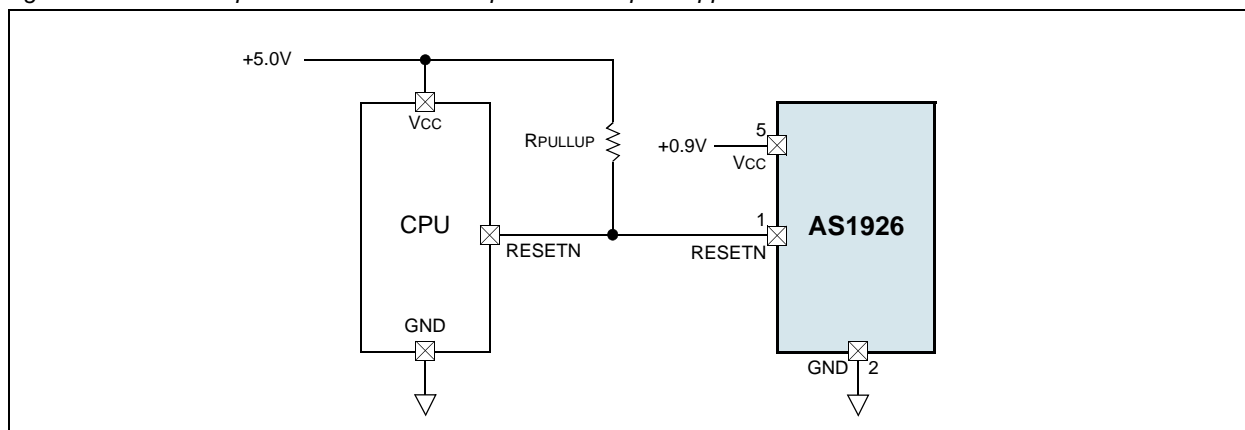 +5.0V
VCC
RPULLUP
+0.9V
5
VCC
CPU
1
AS1926
RESETN
RESETN
GND
GND
2